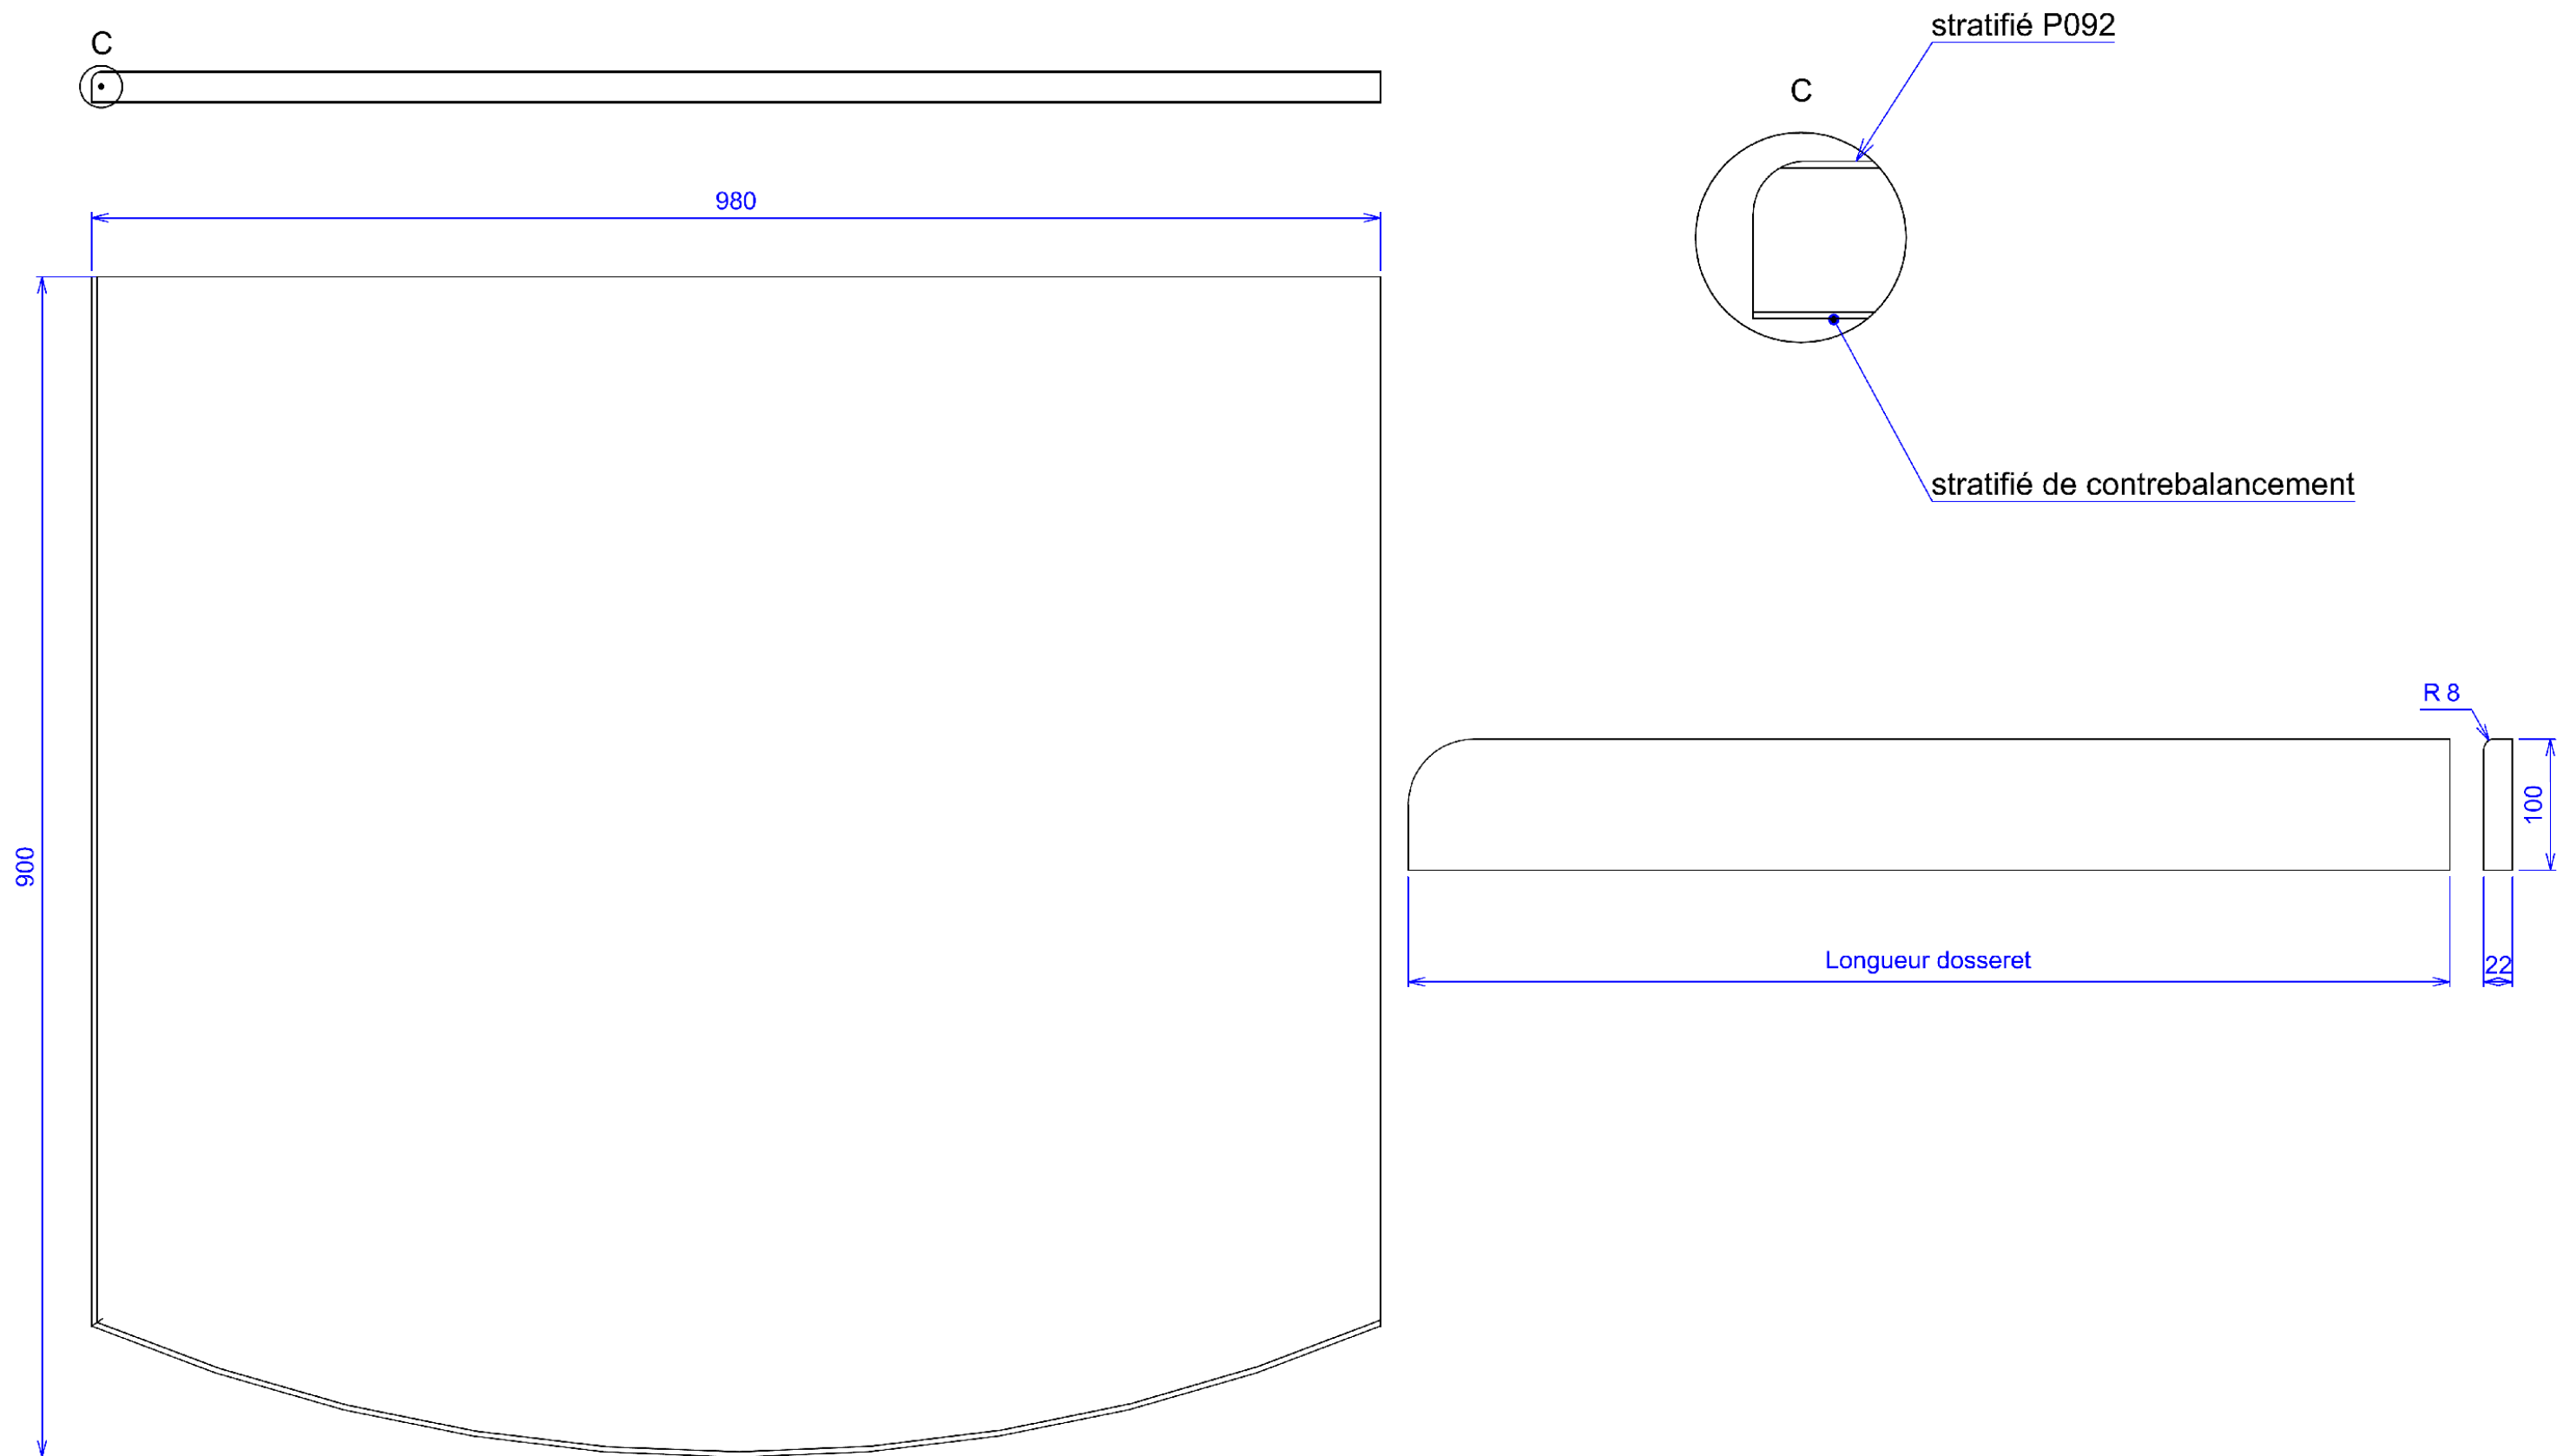 C
stratifié P092
C
980
stratifié de contrebalancement
R 8
100
900
Longueur dosseret
22